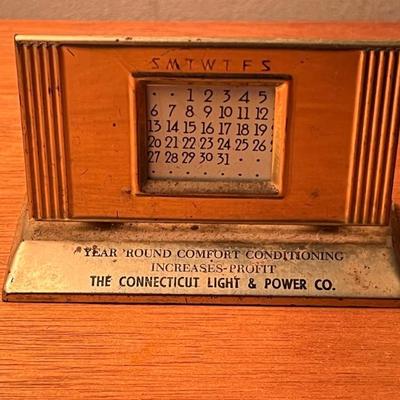 S M T W T F S
· · 1 2 3 4 5
6 7 8 9 10 11 12
13 14 15 16 17 18 19
20 21 22 23 24 25 26
27 28 29 30 31 · ·
YEAR 'ROUND COMFORT CONDITIONING
INCREASES-PROFIT
THE CONNECTICUT LIGHT & POWER CO.